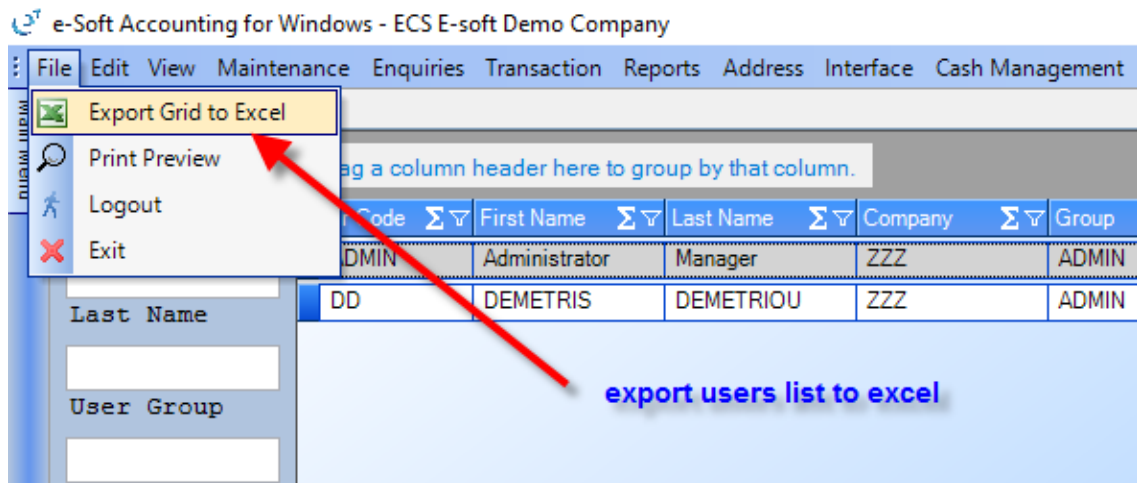 e-Soft Accounting for Windows - ECS E-soft Demo Company
File Edit View Maintenance Enquiries Transaction Reports Address Interface Cash Management
Main Menu
Export Grid to Excel
Print Preview
Logout
Exit
ag a column header here to group by that column.
Code Σ First Name Σ Last Name Σ Company Σ Group
DMIN Administrator Manager ZZZ ADMIN
DD DEMETRIS DEMETRIOU ZZZ ADMIN
Last Name
User Group
export users list to excel